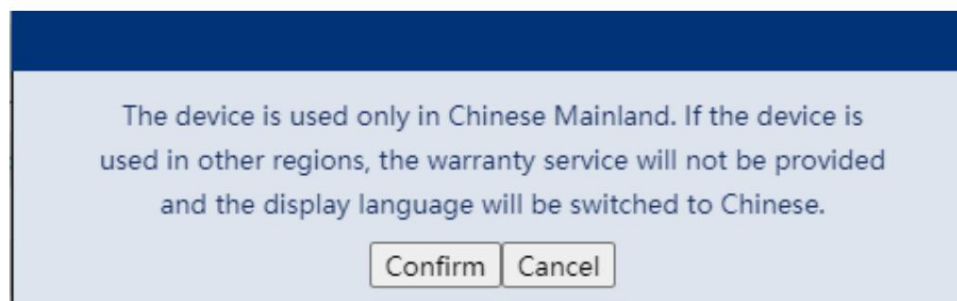 The device is used only in Chinese Mainland. If the device is
used in other regions, the warranty service will not be provided
and the display language will be switched to Chinese.
Confirm Cancel